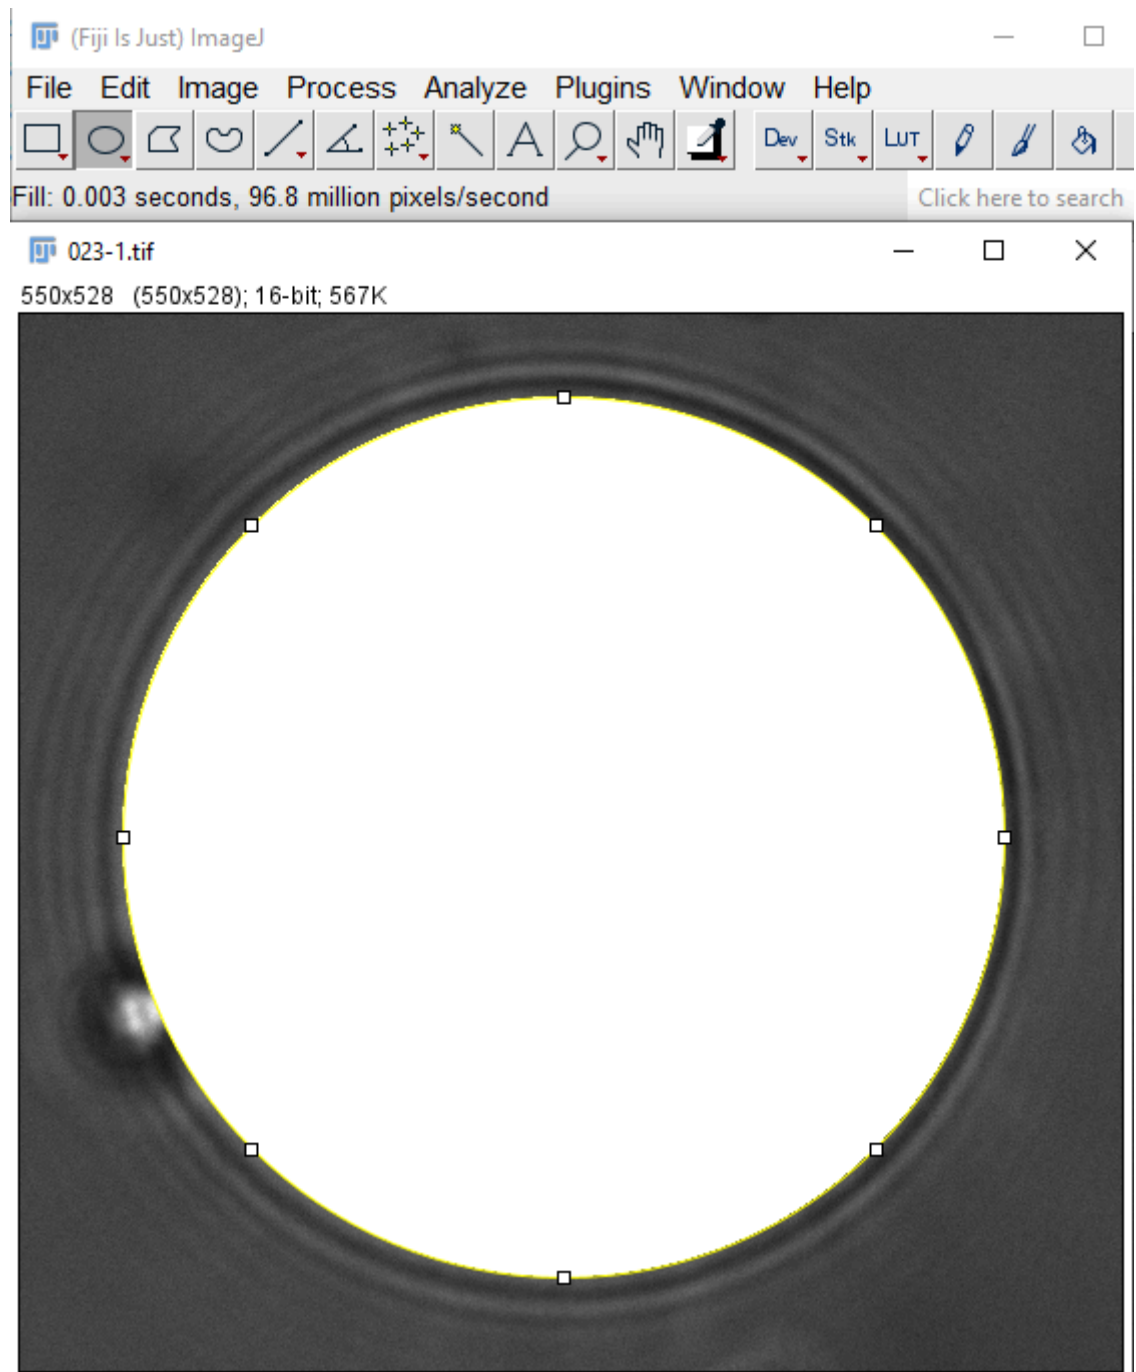 (Fiji Is Just) ImageJ
File Edit Image Process Analyze Plugins Window Help
Dev Stk LUT
Fill: 0.003 seconds, 96.8 million pixels/second Click here to search
023-1.tif
550x528 (550x528); 16-bit; 567K